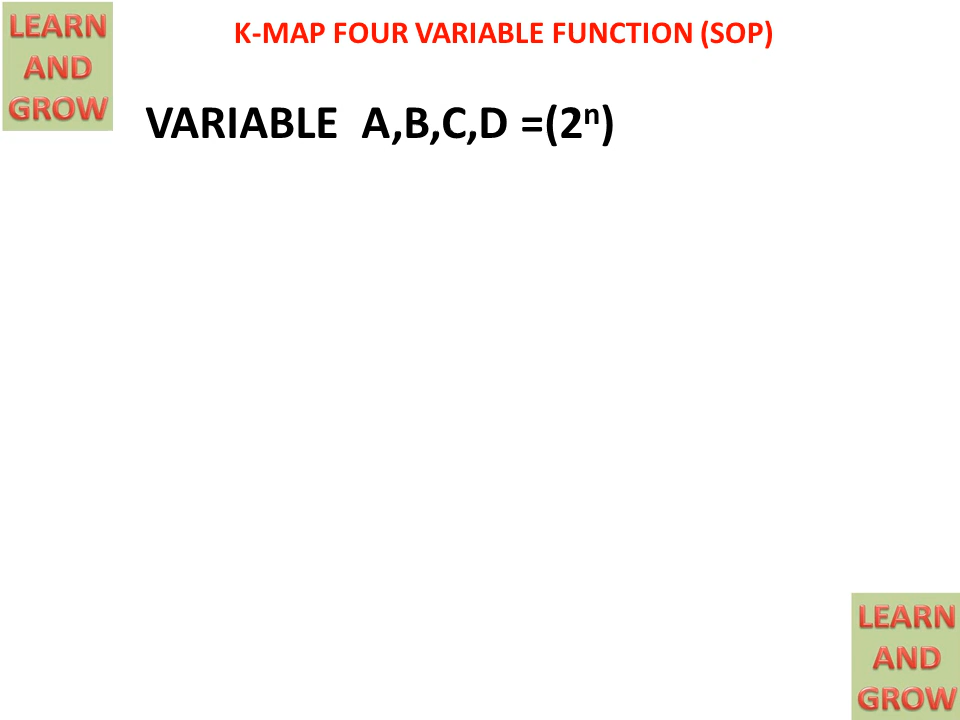 LEARN
AND
GROW
K-MAP FOUR VARIABLE FUNCTION (SOP)
VARIABLE A,B,C,D =(2ⁿ)
LEARN
AND
GROW